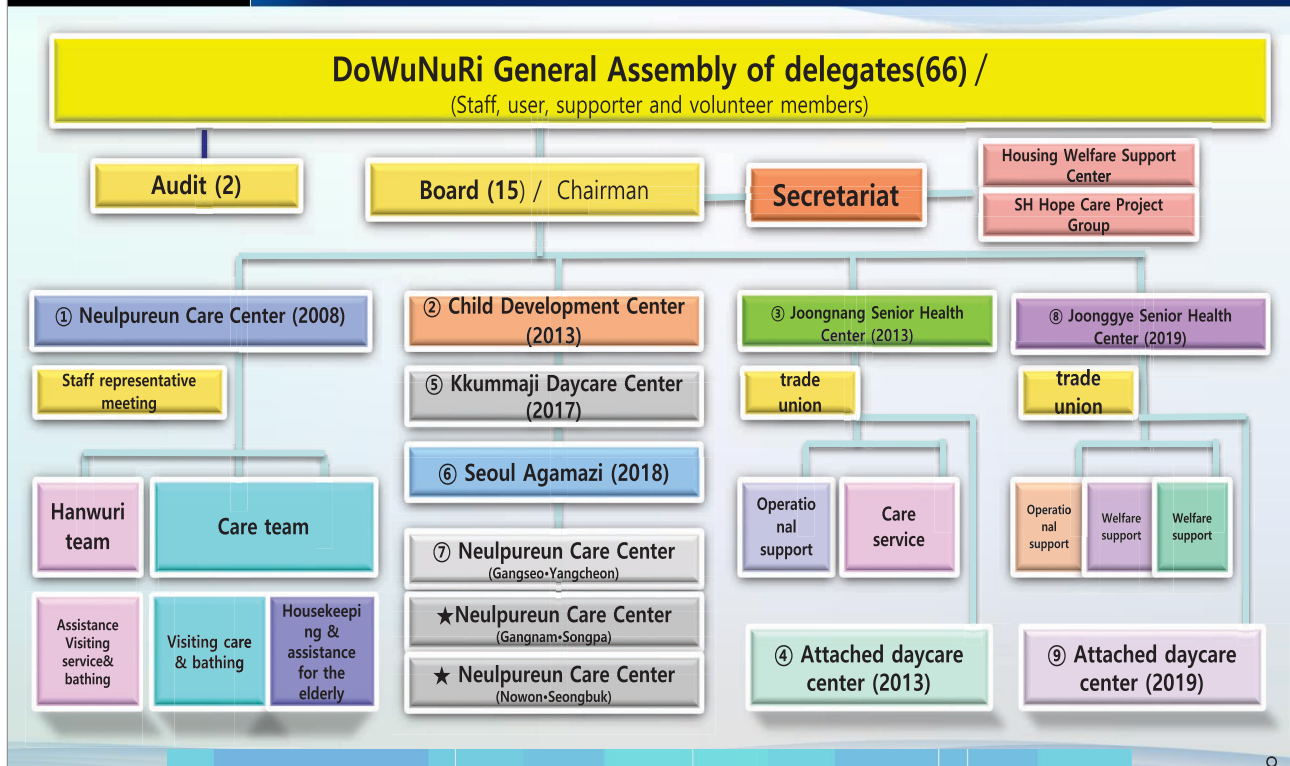 DoWuNuRi General Assembly of delegates(66) /
(Staff, user, supporter and volunteer members)
Audit (2)
Board (15) / Chairman
Secretariat
Housing Welfare Support
Center
SH Hope Care Project
Group
① Neulpureun Care Center (2008)
② Child Development Center
(2013)
③ Joongnang Senior Health
Center (2013)
⑧ Joonggye Senior Health
Center (2019)
Staff representative
meeting
⑤ Kkummaji Daycare Center
(2017)
trade
union
trade
union
⑥ Seoul Agamazi (2018)
Hanwuri
team
Care team
⑦ Neulpureun Care Center
(Gangseo•Yangcheon)
Operatio
nal
support
Care
service
Operatio
nal
support
Welfare
support
Welfare
support
Assistance
Visiting
service&
bathing
Visiting care
& bathing
Housekeepi
ng &
assistance
for the
elderly
★Neulpureun Care Center
(Gangnam•Songpa)
★ Neulpureun Care Center
(Nowon•Seongbuk)
④ Attached daycare
center (2013)
⑨ Attached daycare
center (2019)